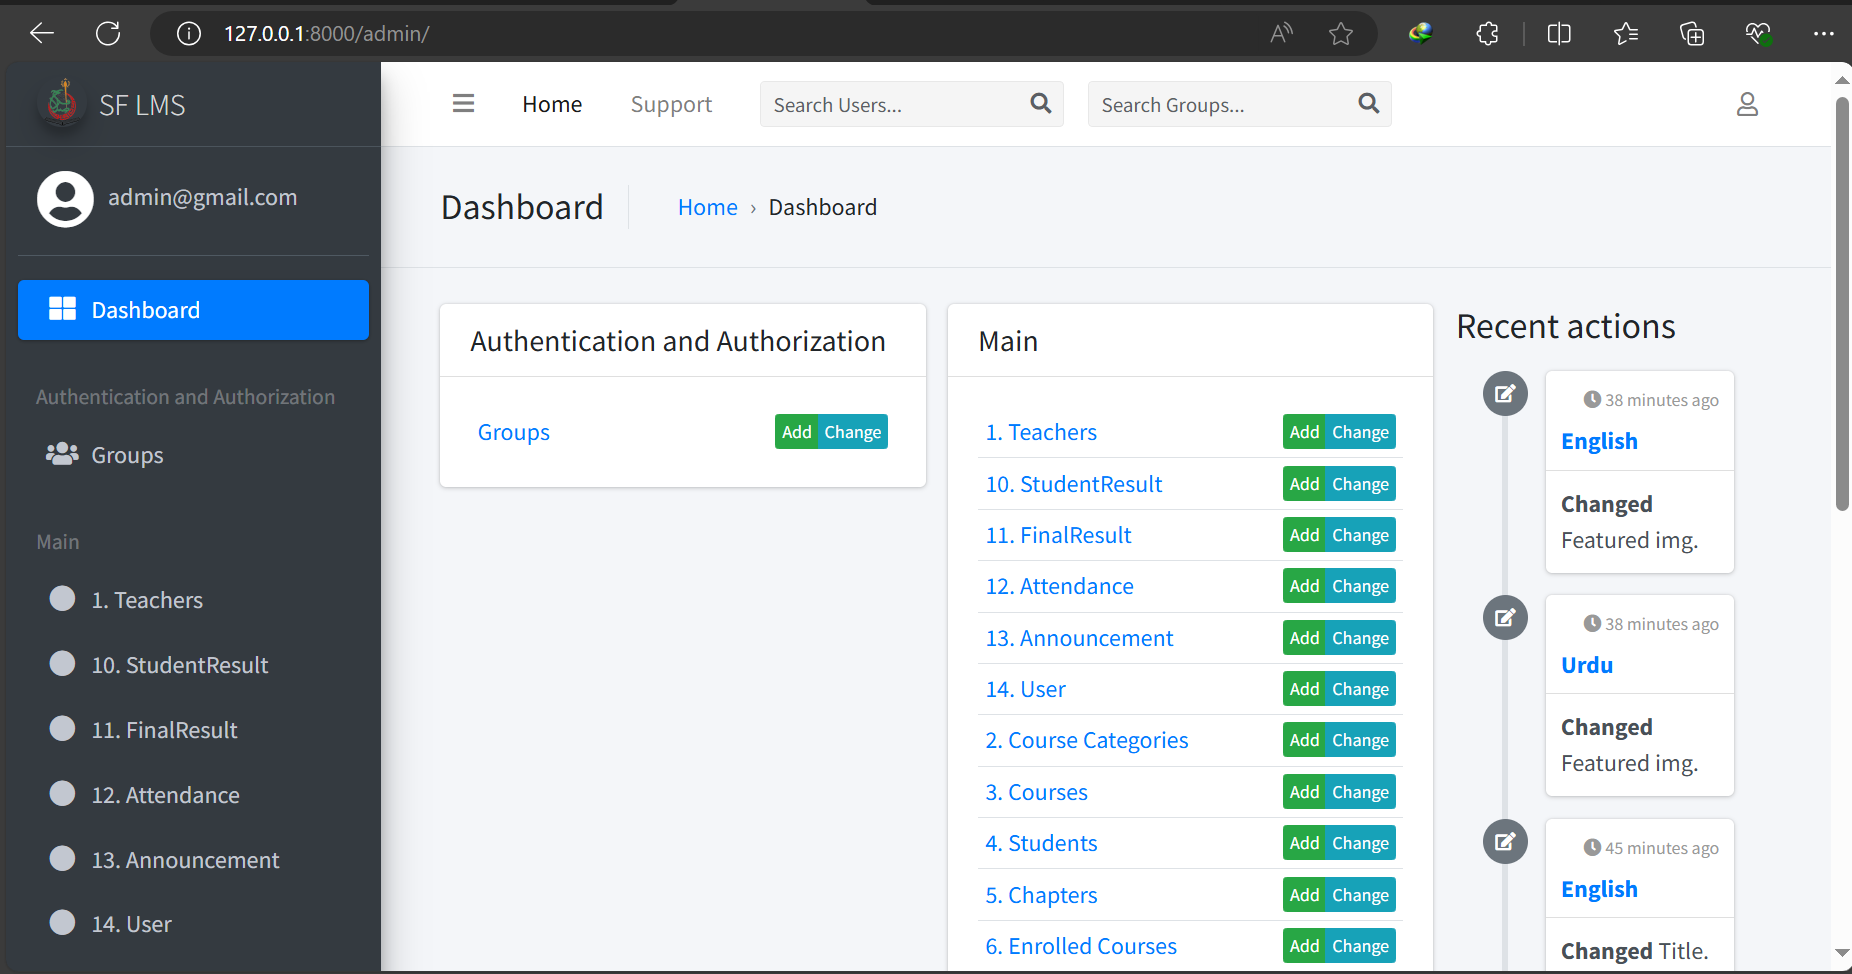 127.0.0.1:8000/admin/
SF LMS
admin@gmail.com
Dashboard
Authentication and Authorization
Groups
Main
1. Teachers
10. StudentResult
11. FinalResult
12. Attendance
13. Announcement
14. User
Home
Support
Search Users...
Search Groups...
Dashboard
Home › Dashboard
Authentication and Authorization
Groups Add Change
Main
1. Teachers Add Change
10. StudentResult Add Change
11. FinalResult Add Change
12. Attendance Add Change
13. Announcement Add Change
14. User Add Change
2. Course Categories Add Change
3. Courses Add Change
4. Students Add Change
5. Chapters Add Change
6. Enrolled Courses Add Change
Recent actions
38 minutes ago
English
Changed
Featured img.
38 minutes ago
Urdu
Changed
Featured img.
45 minutes ago
English
Changed Title.